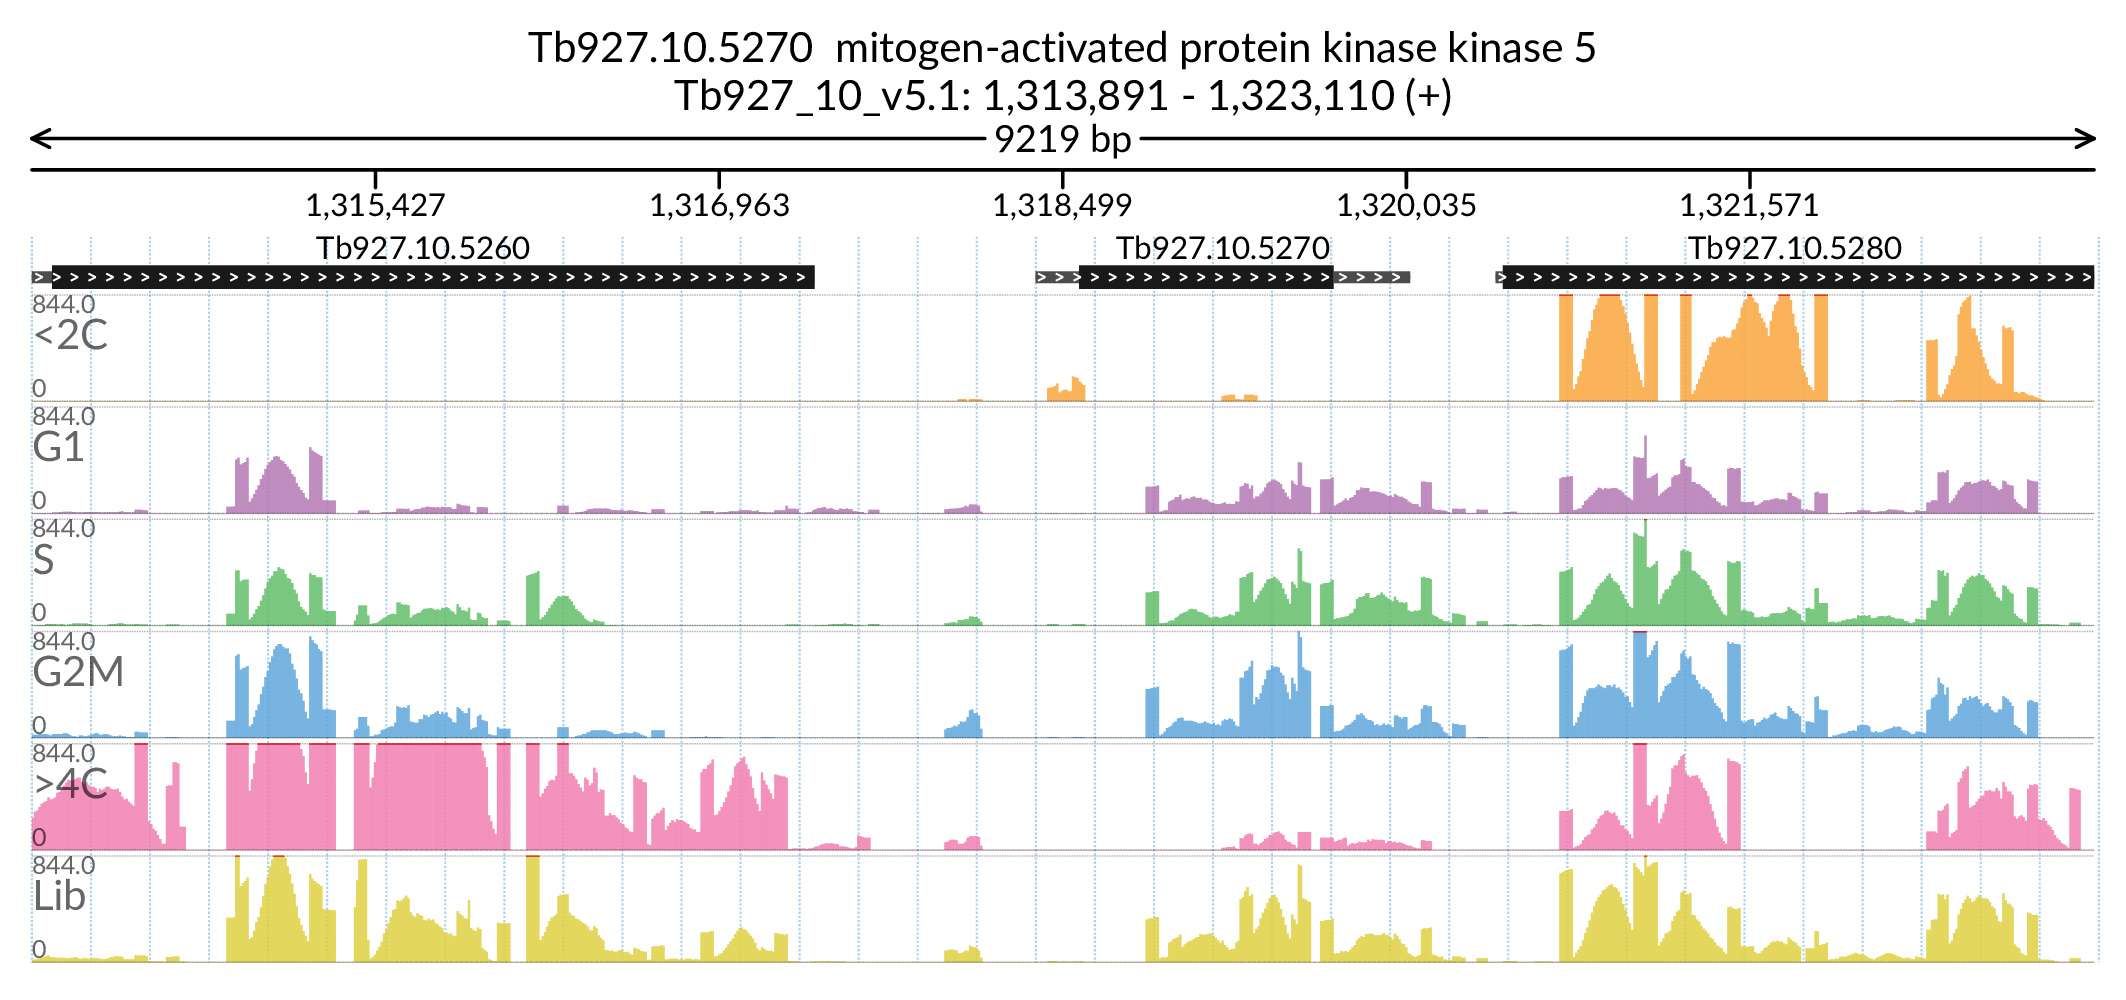 Tb927.10.5270 mitogen-activated protein kinase kinase 5
Tb927_10_v5.1: 1,313,891 - 1,323,110 (+)
9219 bp
1,315,427 1,316,963 1,318,499 1,320,035 1,321,571
Tb927.10.5260 Tb927.10.5270 Tb927.10.5280
844.0
<2C
0
844.0
G1
0
844.0
S
0
844.0
G2M
0
844.0
>4C
0
844.0
Lib
0